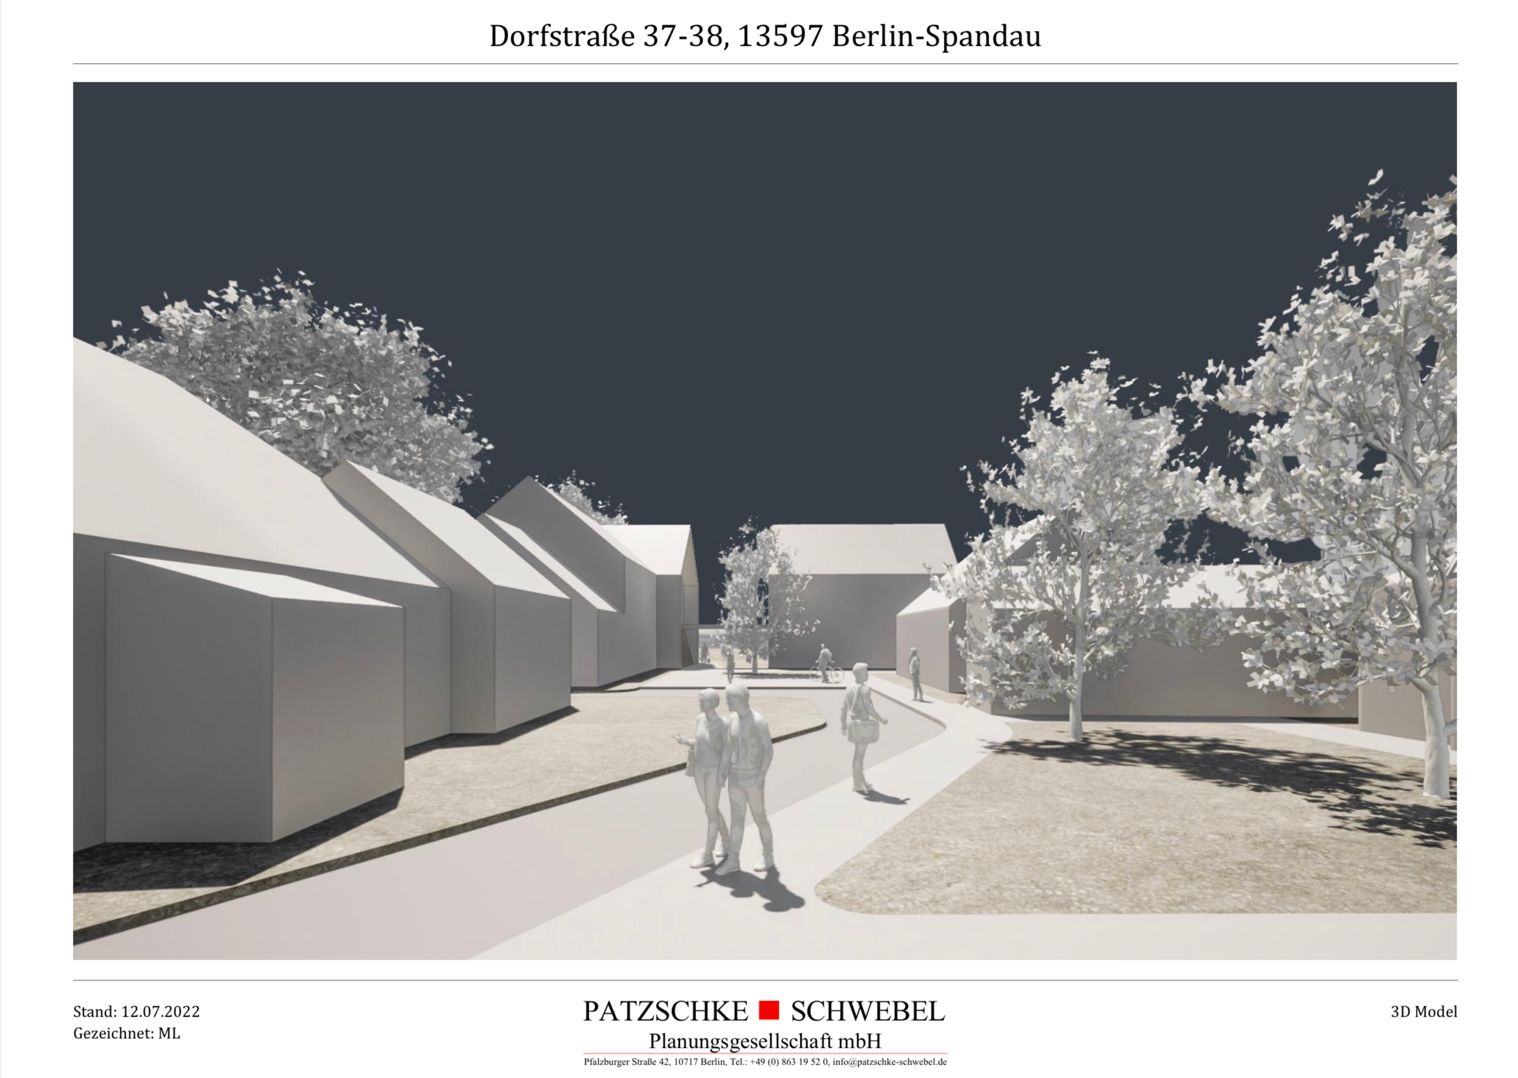 Dorfstraße 37-38, 13597 Berlin-Spandau
Stand: 12.07.2022
Gezeichnet: ML
PATZSCHKE SCHWEBEL
Planungsgesellschaft mbH
Pfalzburger Straße 42, 10717 Berlin, Tel.: +49 (0) 863 19 52 0, info@patzschke-schwebel.de
3D Model